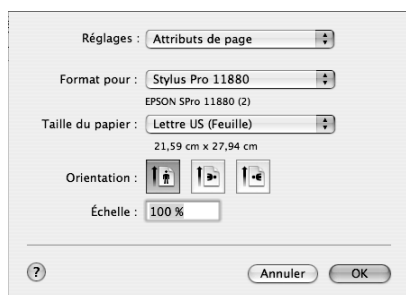 Réglages : Attributs de page
Format pour : Stylus Pro 11880
EPSON SPro 11880 (2)
Taille du papier : Lettre US (Feuille)
21,59 cm x 27,94 cm
Orientation :
Échelle : 100 %
? Annuler OK